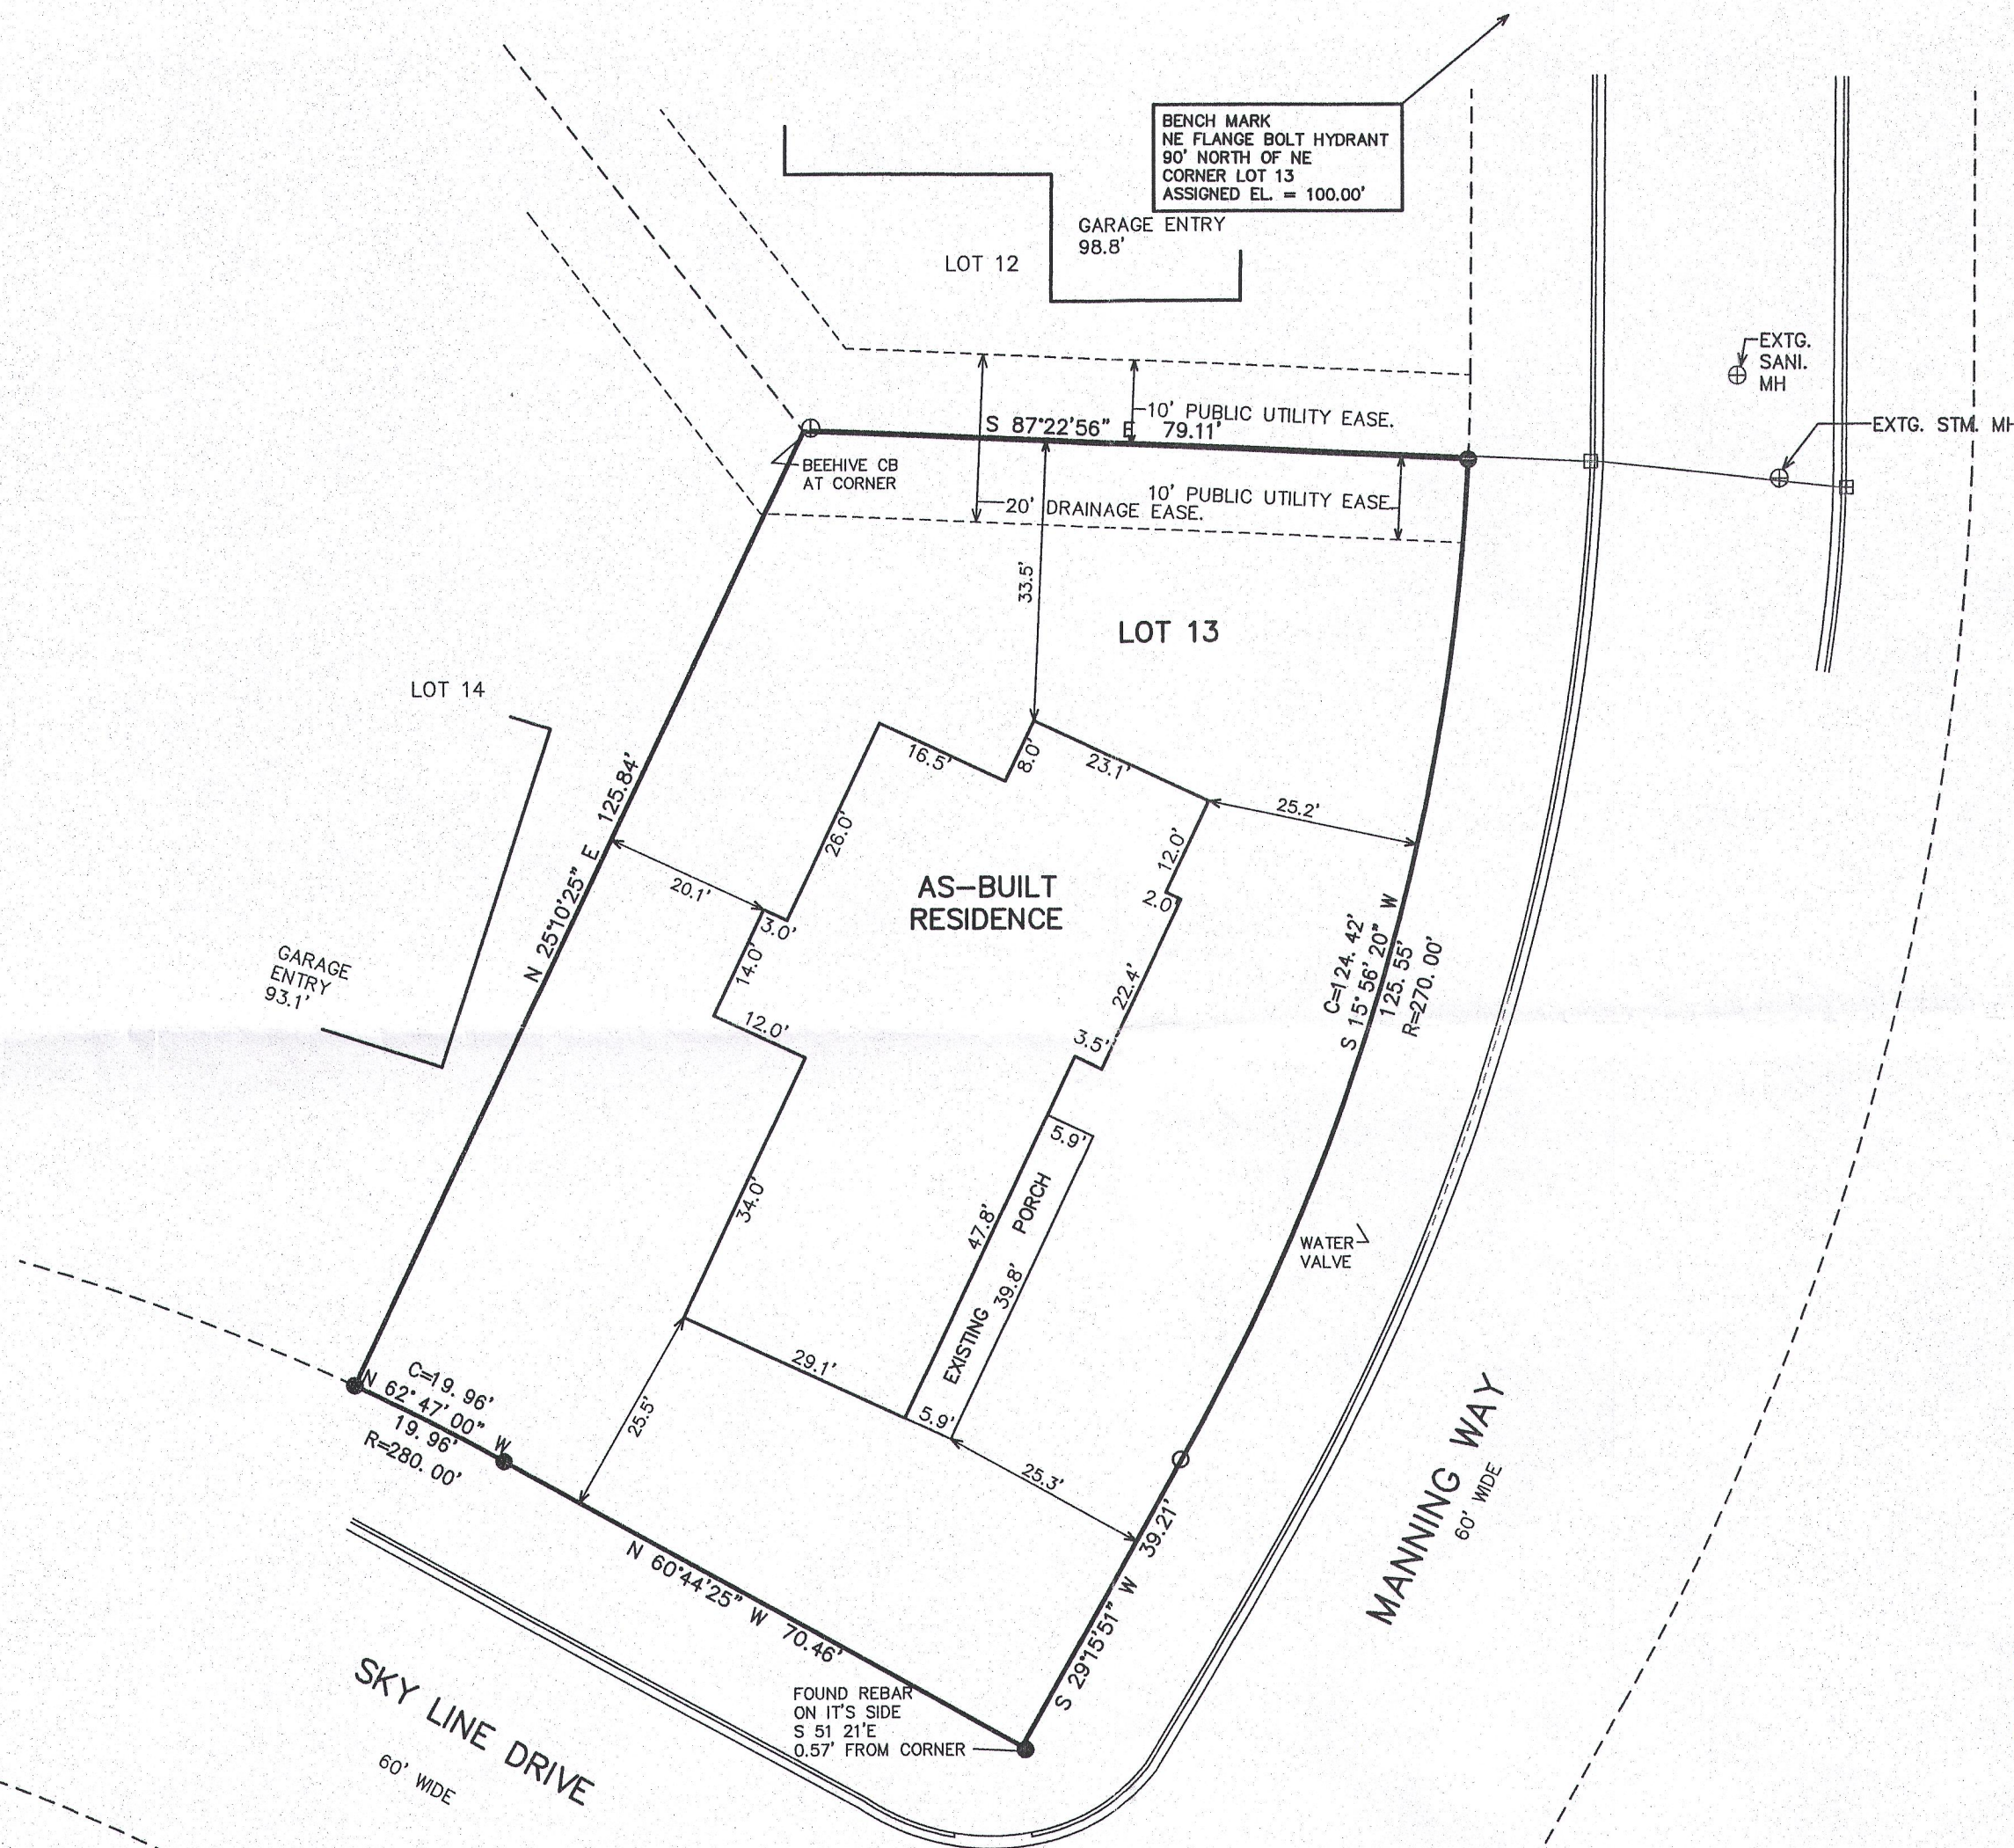 BENCH MARK
NE FLANGE BOLT HYDRANT
90' NORTH OF NE
CORNER LOT 13
ASSIGNED EL. = 100.00'
GARAGE ENTRY
98.8'
LOT 12
EXTG.
SANI.
MH
EXTG. STM. MH
10' PUBLIC UTILITY EASE.
S 87°22'56" E 79.11'
BEEHIVE CB
AT CORNER
10' PUBLIC UTILITY EASE.
20' DRAINAGE EASE.
33.5'
LOT 13
LOT 14
N 25°10'25" E 125.84'
16.5'
8.0'
23.1'
25.2'
26.0'
12.0'
20.1'
3.0'
2.0'
AS-BUILT
RESIDENCE
14.0'
12.0'
22.4'
3.5'
C=124.42'
S 15°56'20" W
125.55'
R=270.00'
GARAGE
ENTRY
93.1'
5.9'
34.0'
47.8'
EXISTING PORCH
39.8'
WATER
VALVE
29.1'
5.9'
25.5'
25.3'
C=19.96'
N 62°47'00" W
19.96'
R=280.00'
N 60°44'25" W 70.46'
S 29°15'51" W 39.21'
MANNING WAY
60' WIDE
FOUND REBAR
ON IT'S SIDE
S 51 21'E
0.57' FROM CORNER
SKY LINE DRIVE
60' WIDE